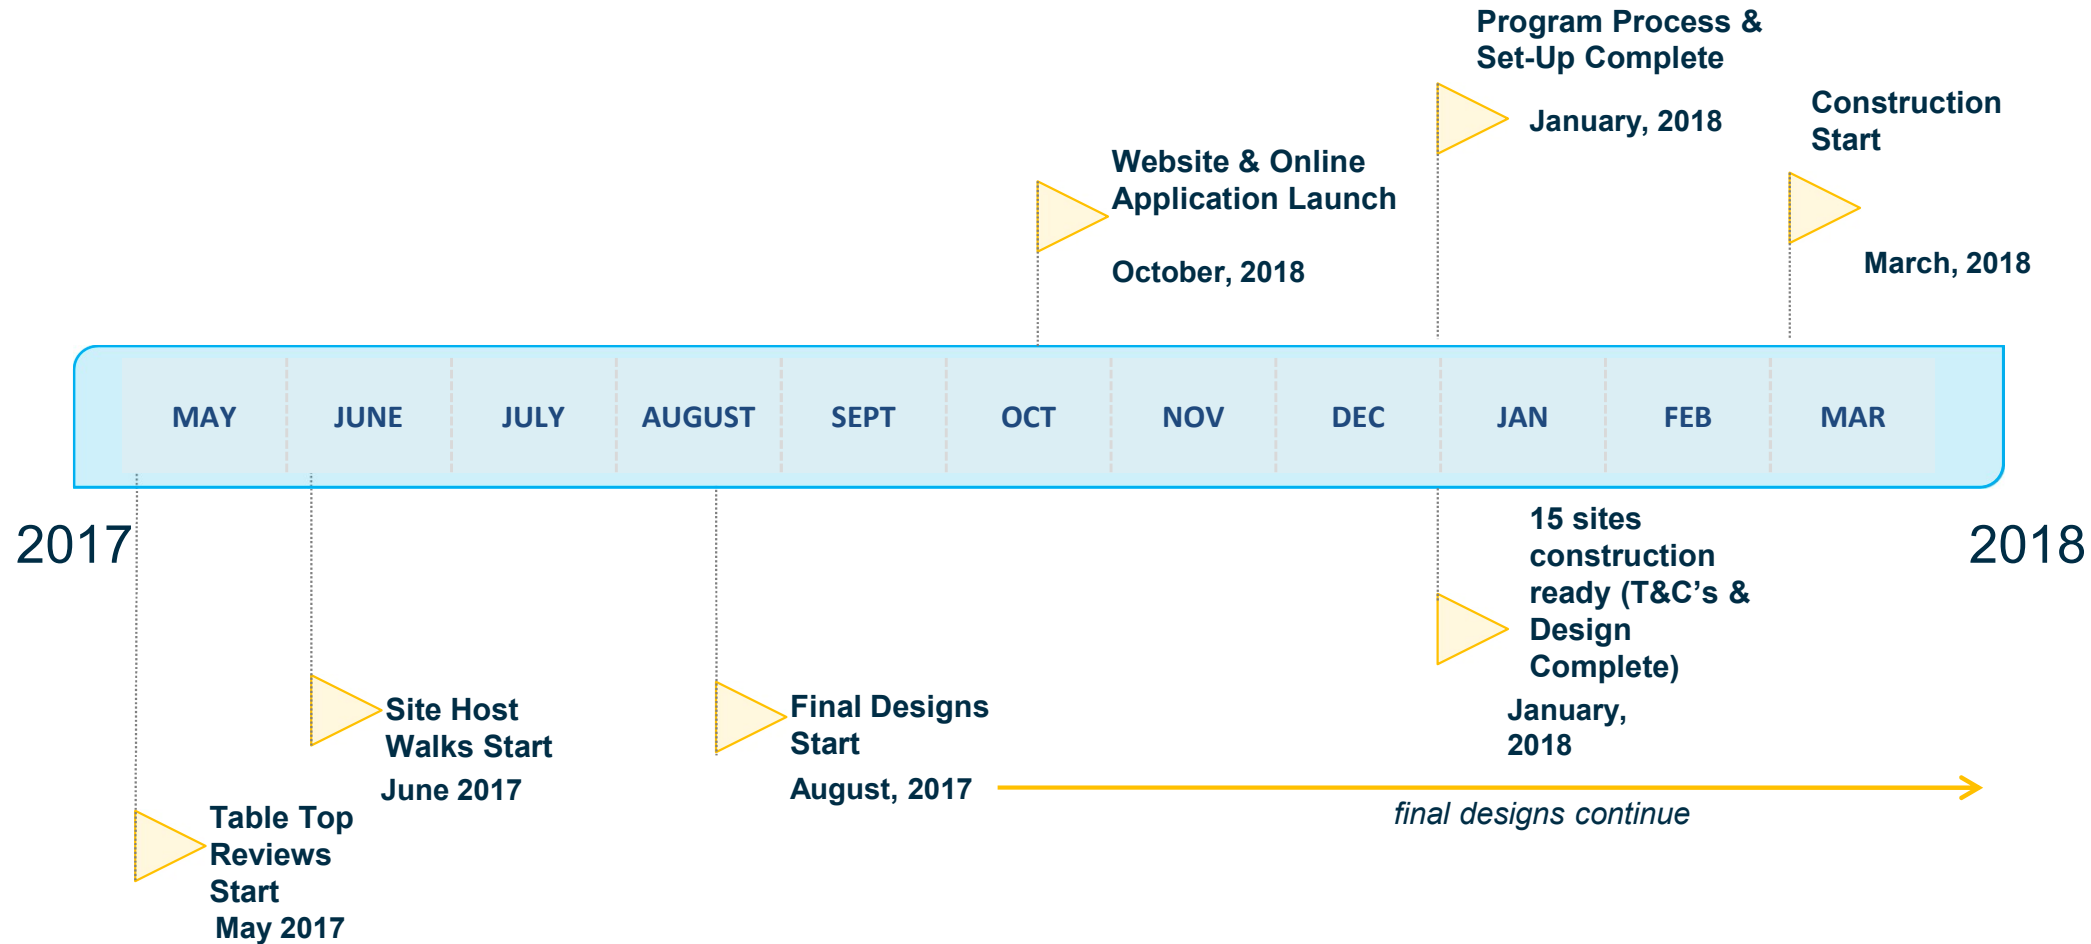 Program Process &
Set-Up Complete
January, 2018
Construction
Start
March, 2018
Website & Online
Application Launch
October, 2018
MAY JUNE JULY AUGUST SEPT OCT NOV DEC JAN FEB MAR
2017
2018
15 sites
construction
ready (T&C’s &
Design
Complete)
January,
2018
Site Host
Walks Start
June 2017
Final Designs
Start
August, 2017
final designs continue
Table Top
Reviews
Start
May 2017